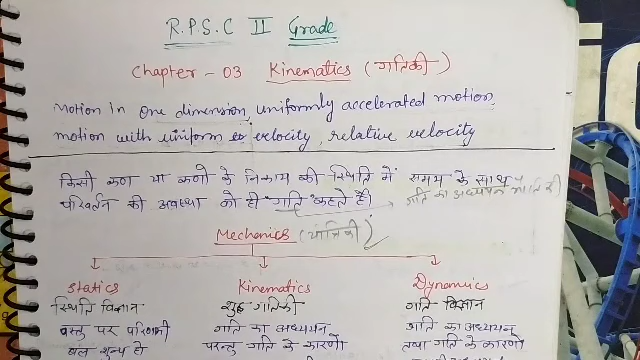 R.P.S.C II Grade
Chapter - 03 Kinematics (गतिकी)
Motion in One dimension, uniformly accelerated motion,
motion with uniform velocity, relative velocity
किसी कण या कणों के निकाय की स्थिति में समय के साथ
परिवर्तन की अवस्था को ही "गति" कहते हैं।
गति का अध्ययन
Mechanics (यांत्रिकी)
Statics Kinematics Dynamics
स्थिति विज्ञान शुद्ध गतिकी गति विज्ञान
वस्तु पर परिणामी गति का अध्ययन गति का अध्ययन
बल शून्य हो परन्तु गति के कारणों तथा गति के कारणों